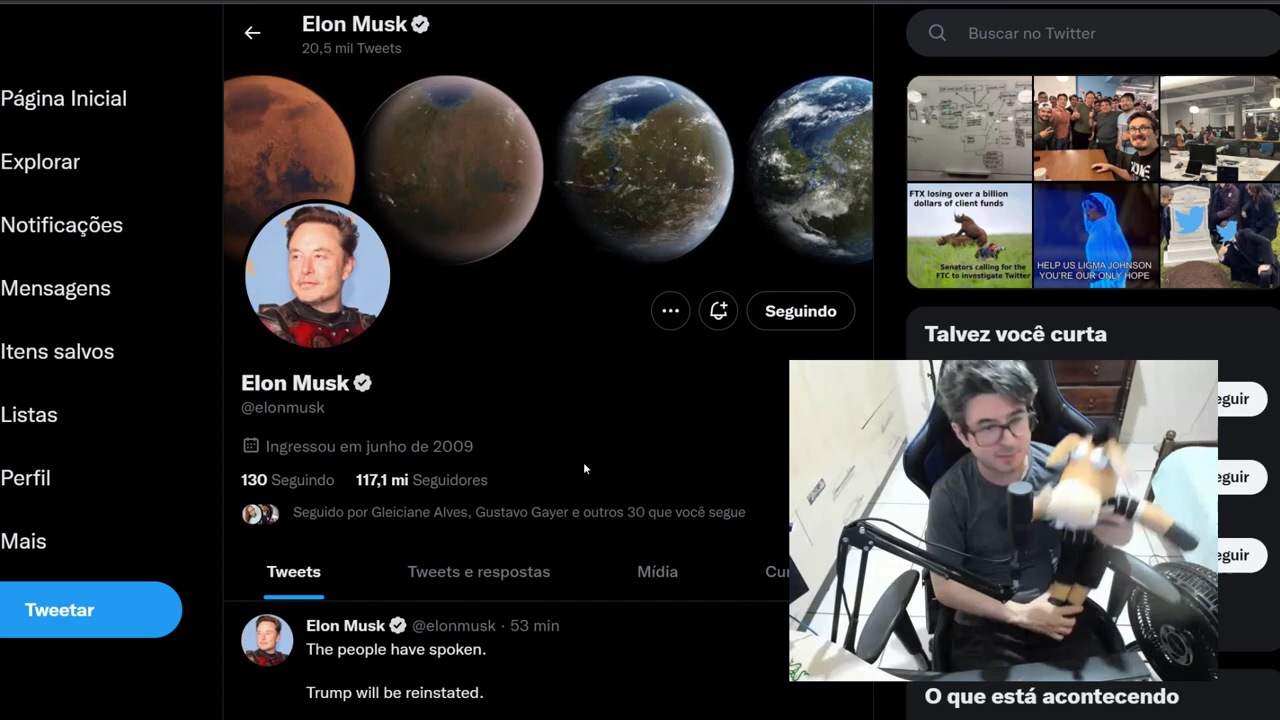 Elon Musk
20,5 mil Tweets
Buscar no Twitter
Página Inicial
Explorar
Notificações
Mensagens
Itens salvos
Listas
Perfil
Mais
Tweetar
Seguindo
Elon Musk
@elonmusk
Ingressou em junho de 2009
130 Seguindo 117,1 mi Seguidores
Seguido por Gleiciane Alves, Gustavo Gayer e outros 30 que você segue
Tweets Tweets e respostas Mídia Cu
Elon Musk @elonmusk · 53 min
The people have spoken.
Trump will be reinstated.
FTX losing over a billion
dollars of client funds
Senators calling for the
FTC to investigate Twitter
HELP US LIGMA JOHNSON
YOU'RE OUR ONLY HOPE
Talvez você curta
eguir
eguir
eguir
O que está acontecendo